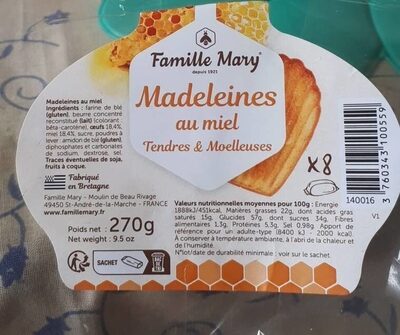 Famille Mary®
depuis 1921
Madeleines
au miel
Tendres & Moelleuses
x8
Madeleines au miel
Ingrédients : farine de blé
(gluten), beurre concentré
reconstitué (lait) (colorant
bêta-carotène), œufs 18,4%,
miel 18,4%, sucre, poudres à
lever : amidon de blé (gluten),
diphosphates et carbonates
de sodium, dextrose, sel.
Traces éventuelles de soja,
fruits à coque.
Fabriqué
en Bretagne
Famille Mary - Moulin de Beau Rivage
49450 St-André-de-la-Marche - FRANCE
www.famillemary.fr
Poids net : 270g
Net weight : 9.5 oz
SACHET
3760343100559
140016
V1
Valeurs nutritionnelles moyennes pour 100g : Energie
1888kJ/451kcal, Matières grasses 22g, dont acides gras
saturés 15g, Glucides 57g, dont sucres 34g, Fibres
alimentaires 1,3g, Protéines 5,3g, Sel 0,98g. Apport de
référence pour un adulte-type (8400 kJ - 2000 kcal)
À conserver à température ambiante, à l'abri de la chaleur et
de l'humidité.
N°lot/date de durabilité minimale : voir sur le sachet.